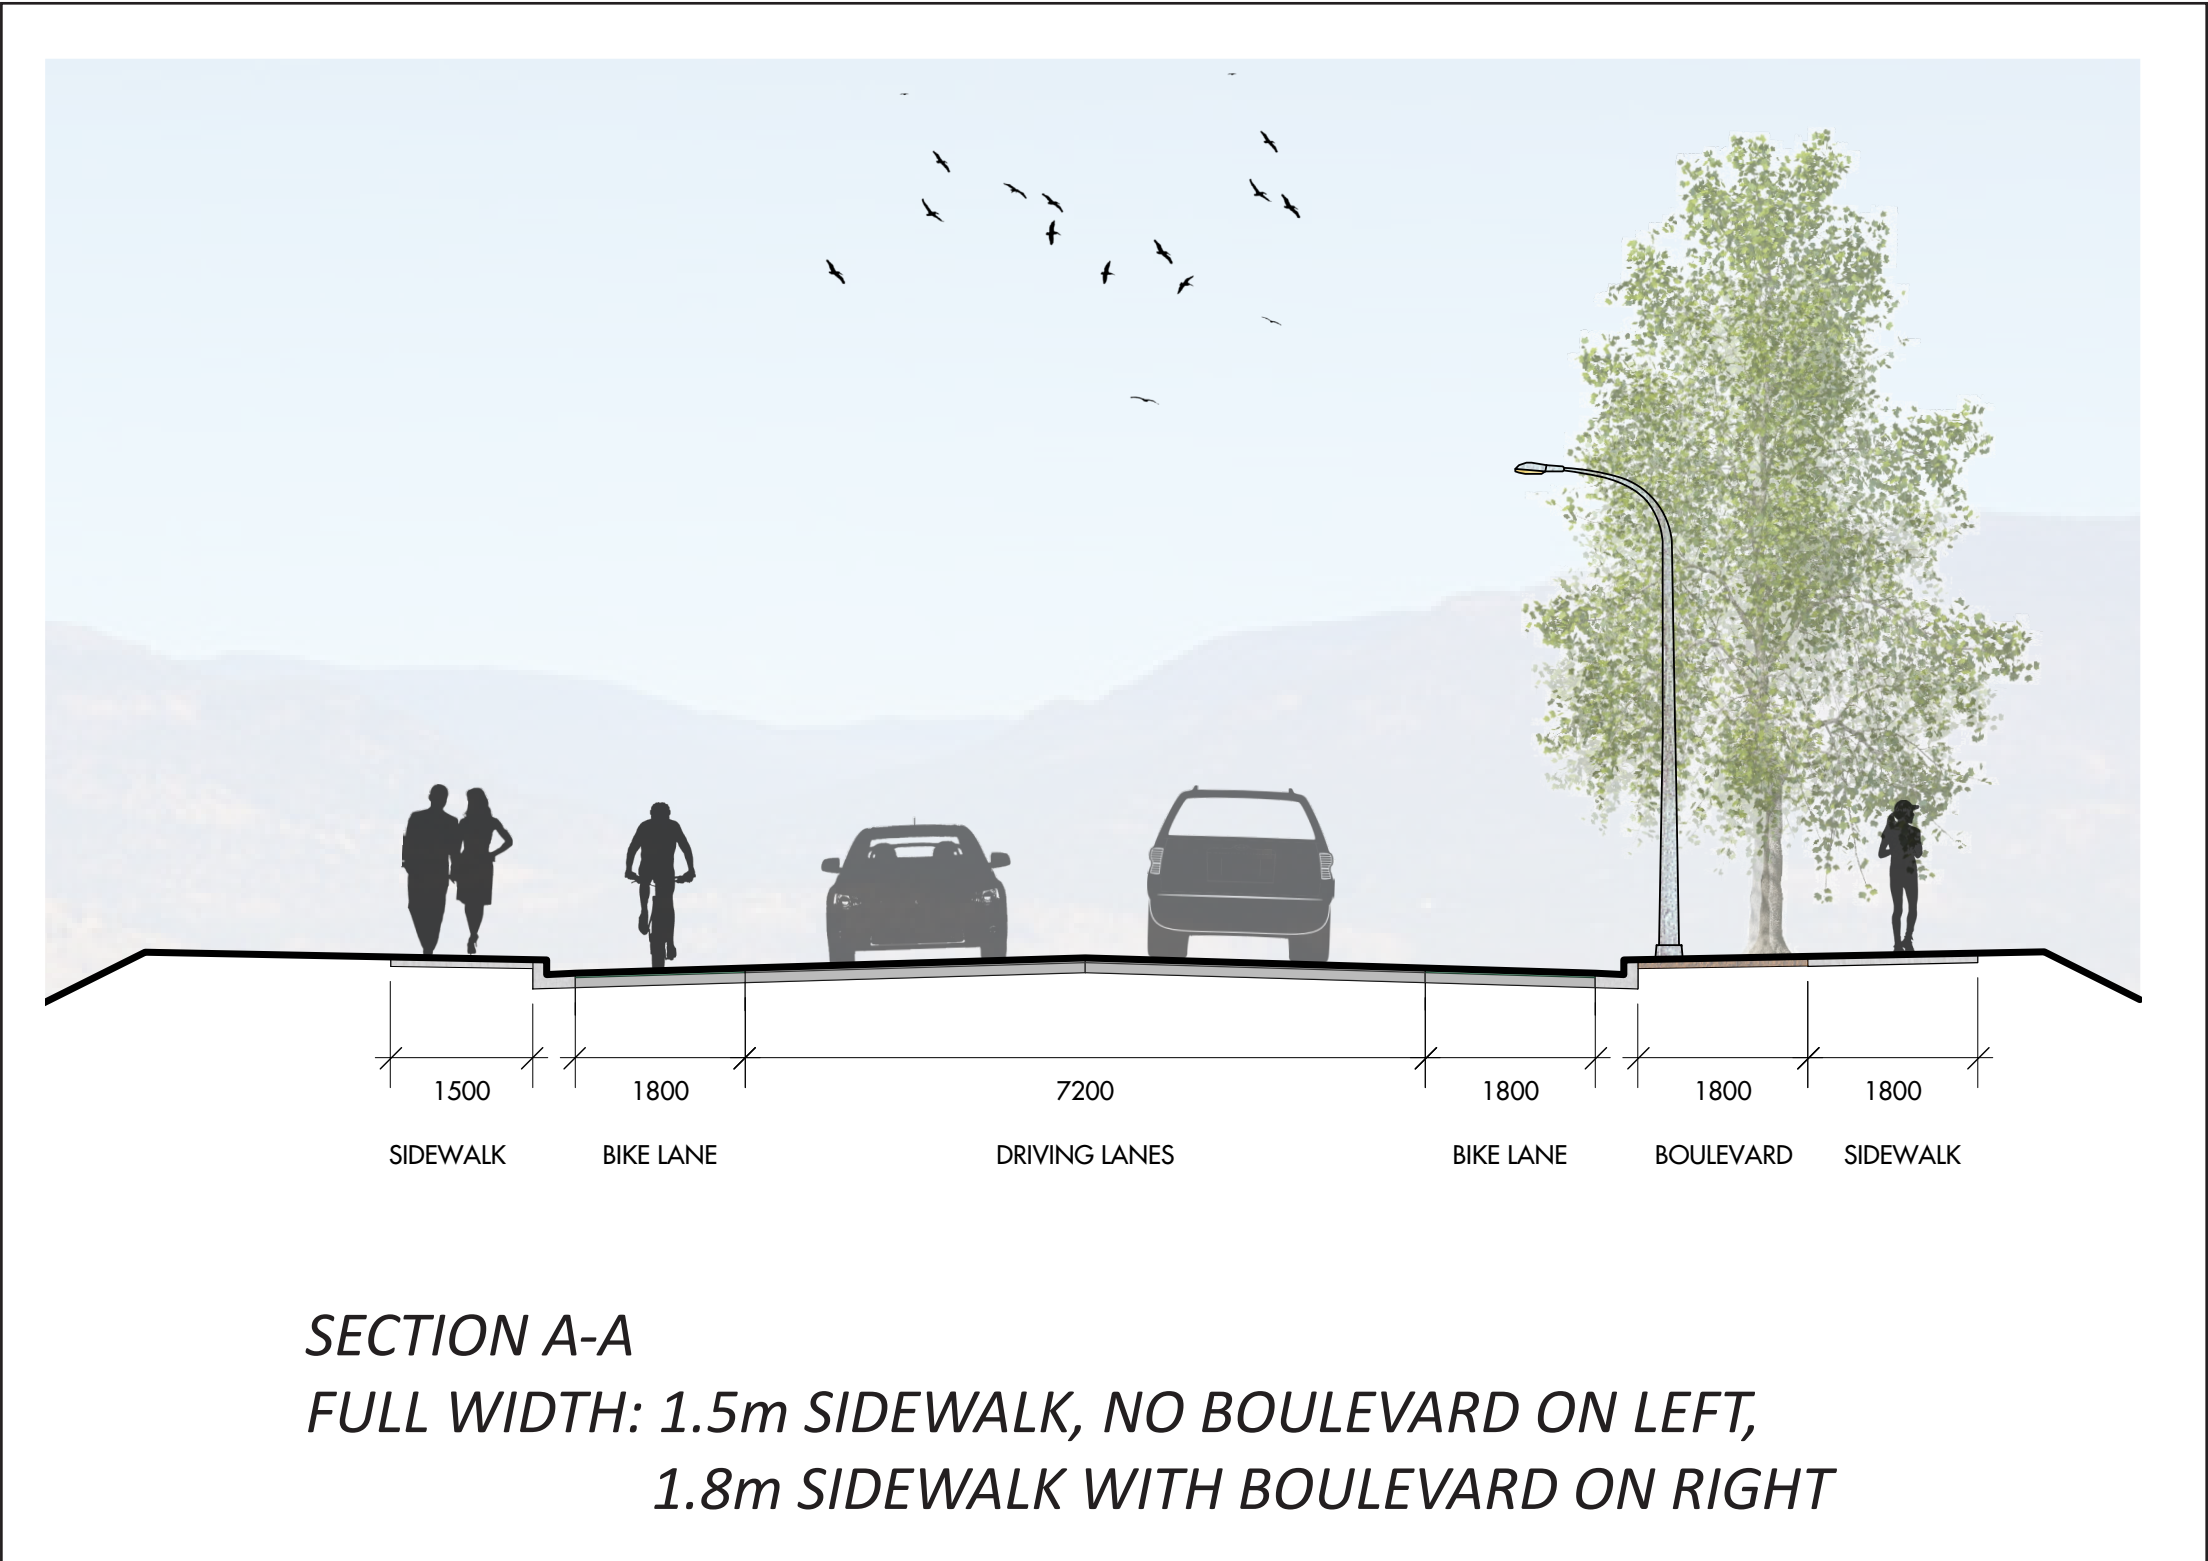 1500 1800 7200 1800 1800 1800
SIDEWALK BIKE LANE DRIVING LANES BIKE LANE BOULEVARD SIDEWALK
SECTION A-A
FULL WIDTH: 1.5m SIDEWALK, NO BOULEVARD ON LEFT,
1.8m SIDEWALK WITH BOULEVARD ON RIGHT